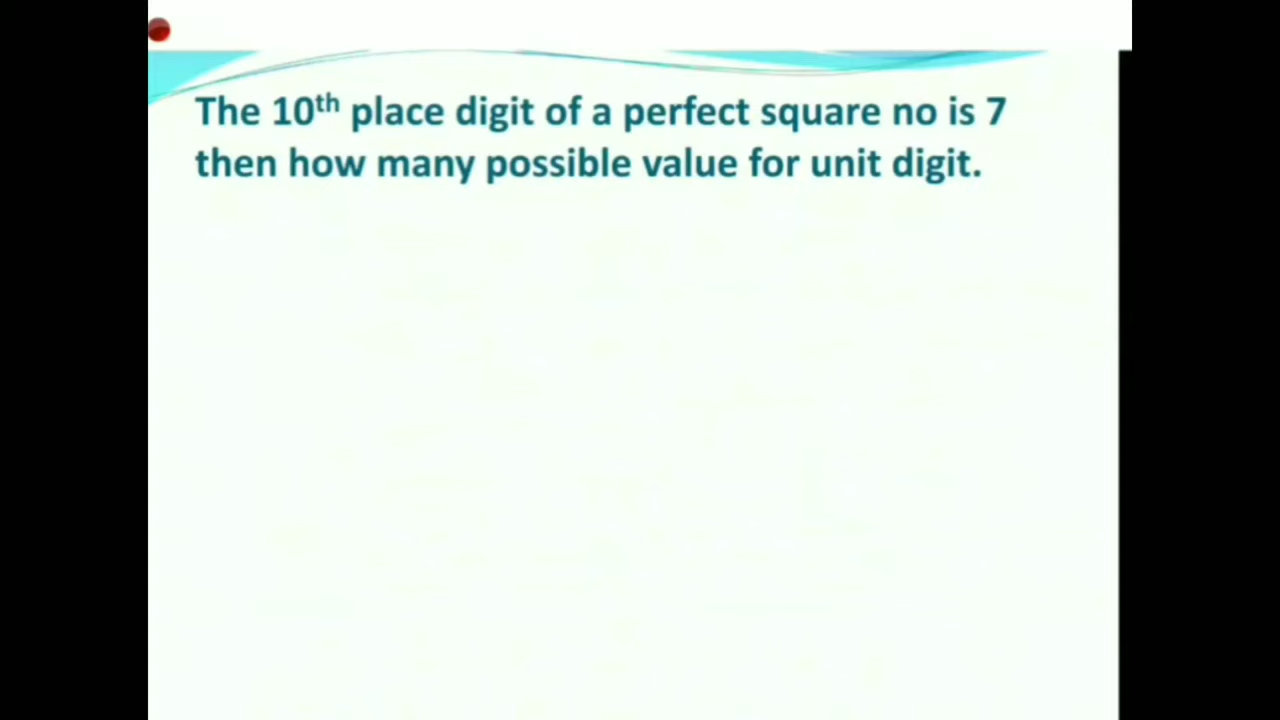 The 10th place digit of a perfect square no is 7
then how many possible value for unit digit.